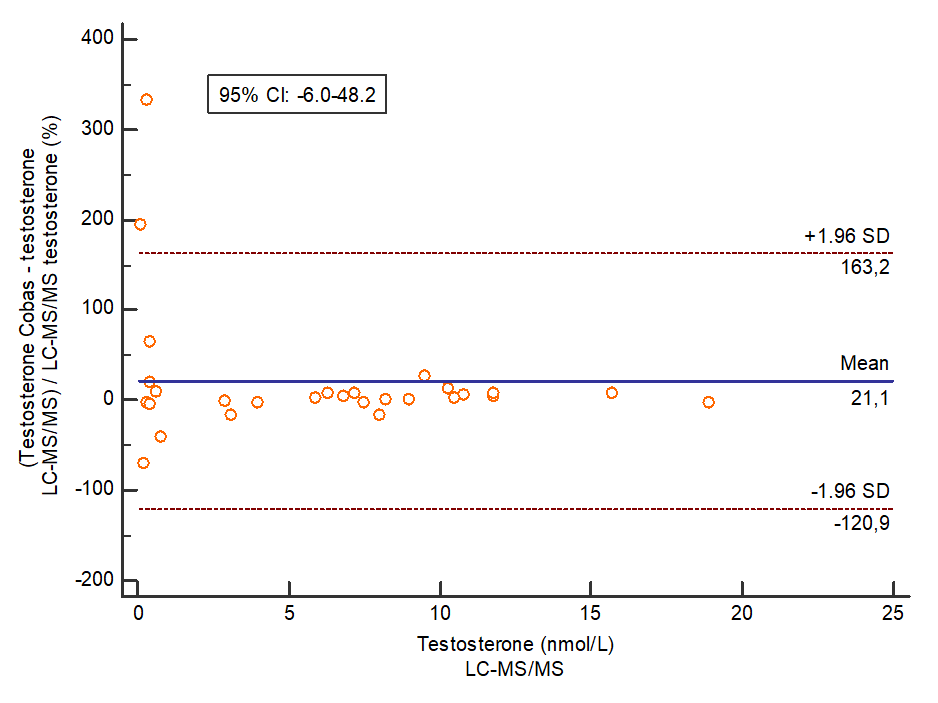 (Testosterone Cobas - testosterone
LC-MS/MS) / LC-MS/MS testosterone (%)
400
300
200
100
0
-100
-200
95% CI: -6.0-48.2
+1.96 SD
163,2
Mean
21,1
-1.96 SD
-120,9
0 5 10 15 20 25
Testosterone (nmol/L)
LC-MS/MS